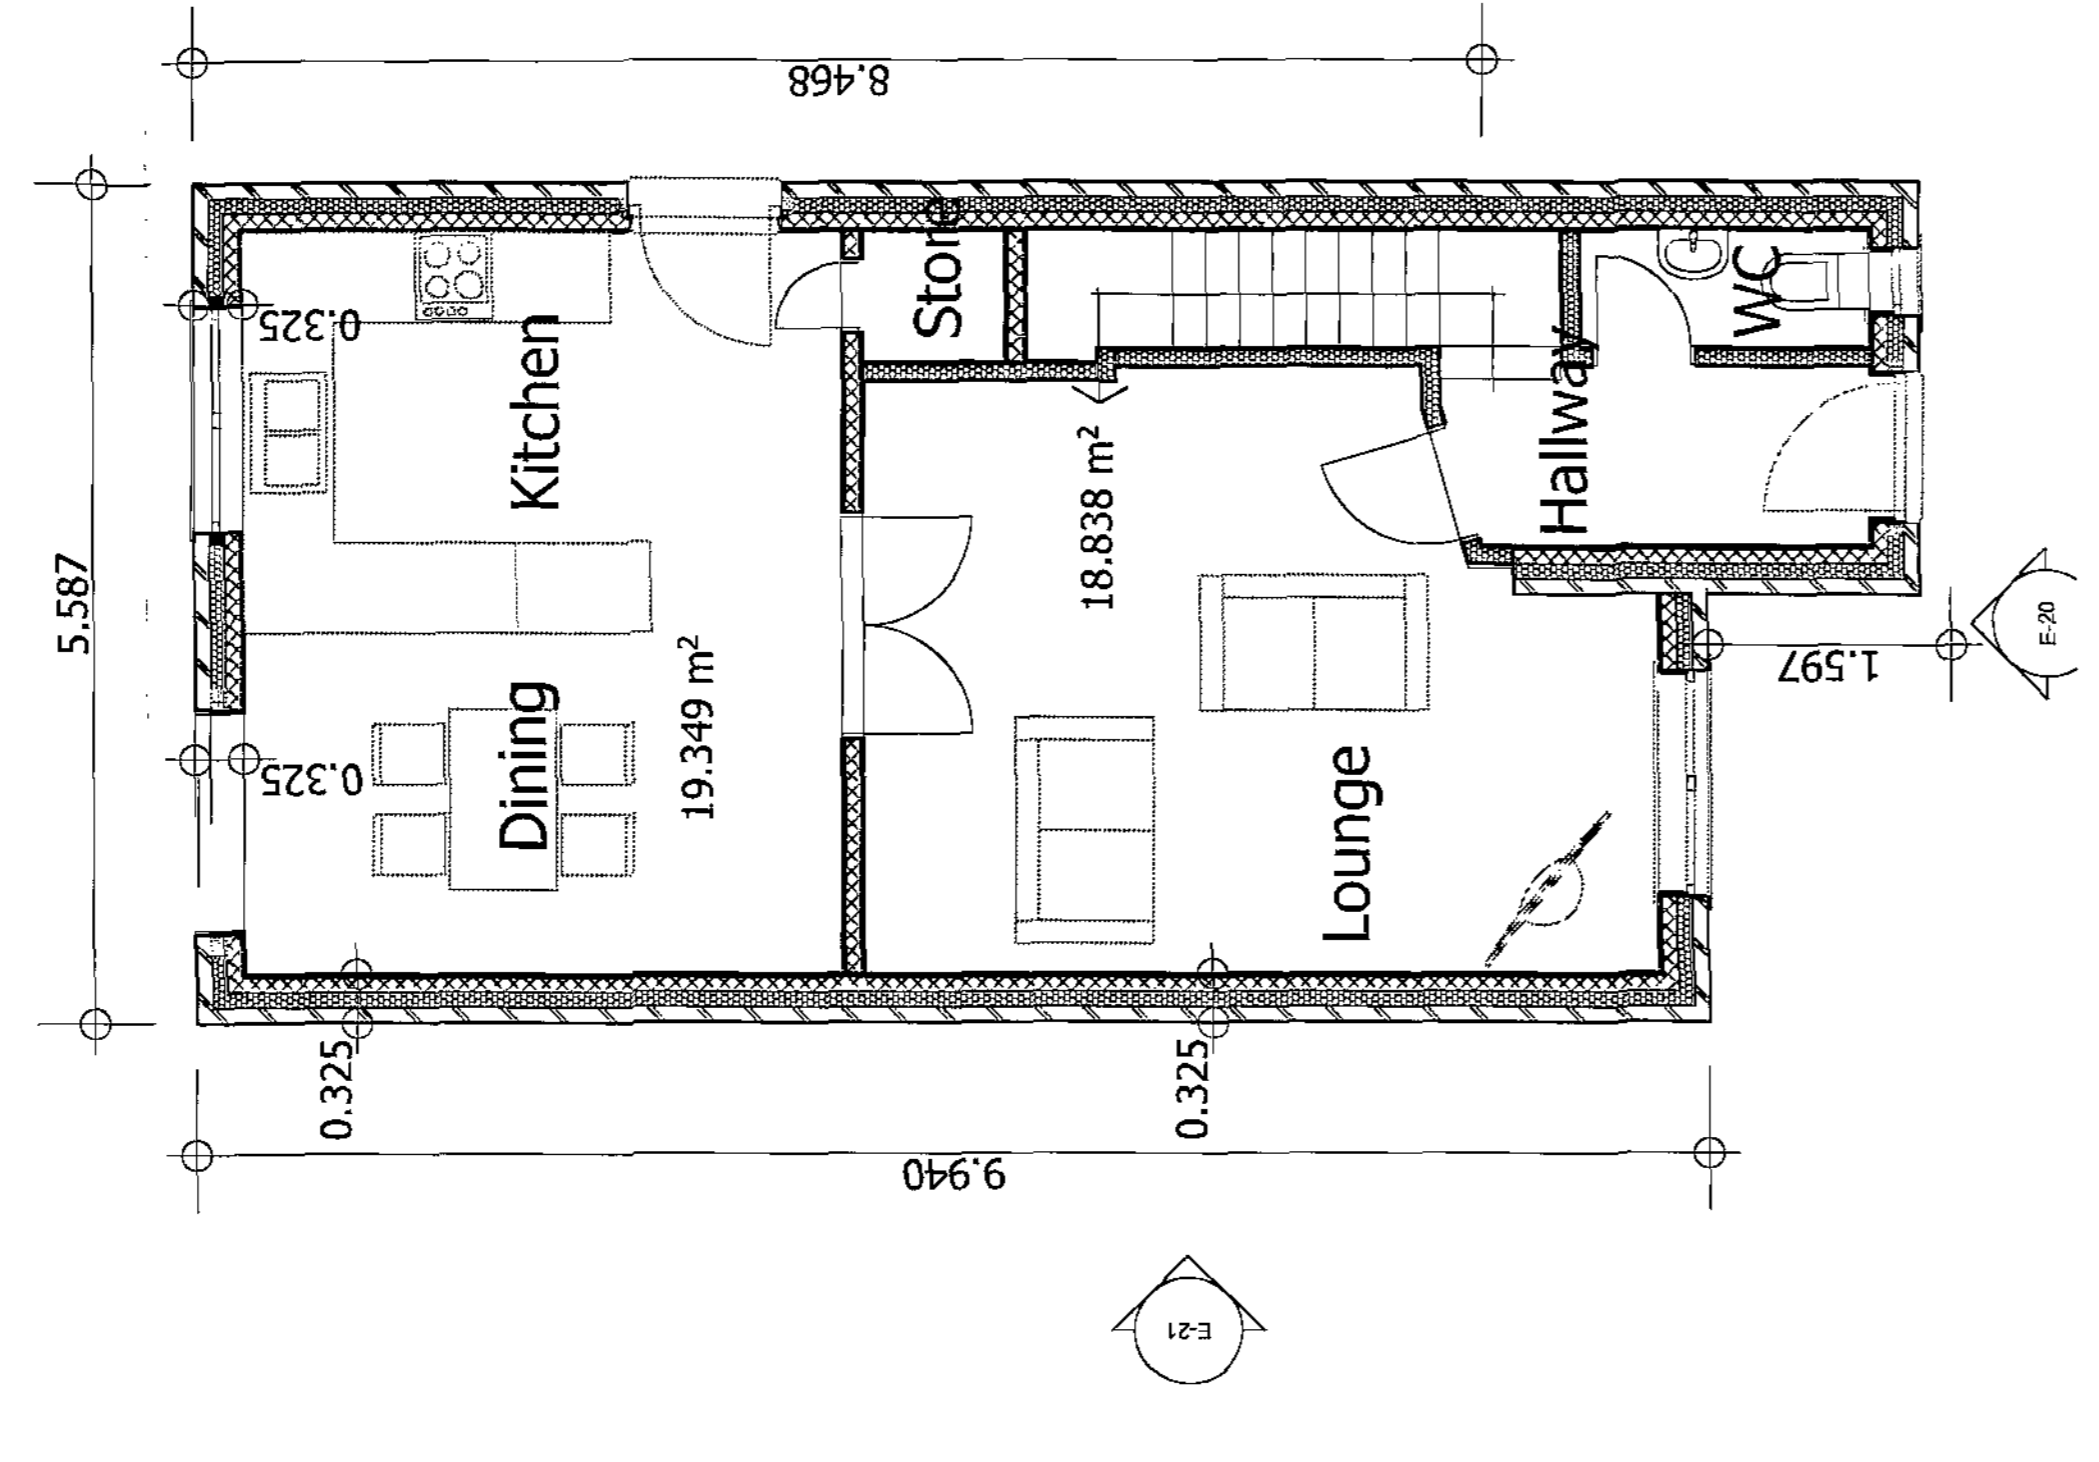 8.468
5.587
0.325
Kitchen
Store
WC
Hallway
18.838 m²
19.349 m²
Dining
0.325
Lounge
1.597
E-20
0.325
0.325
9.940
E-21